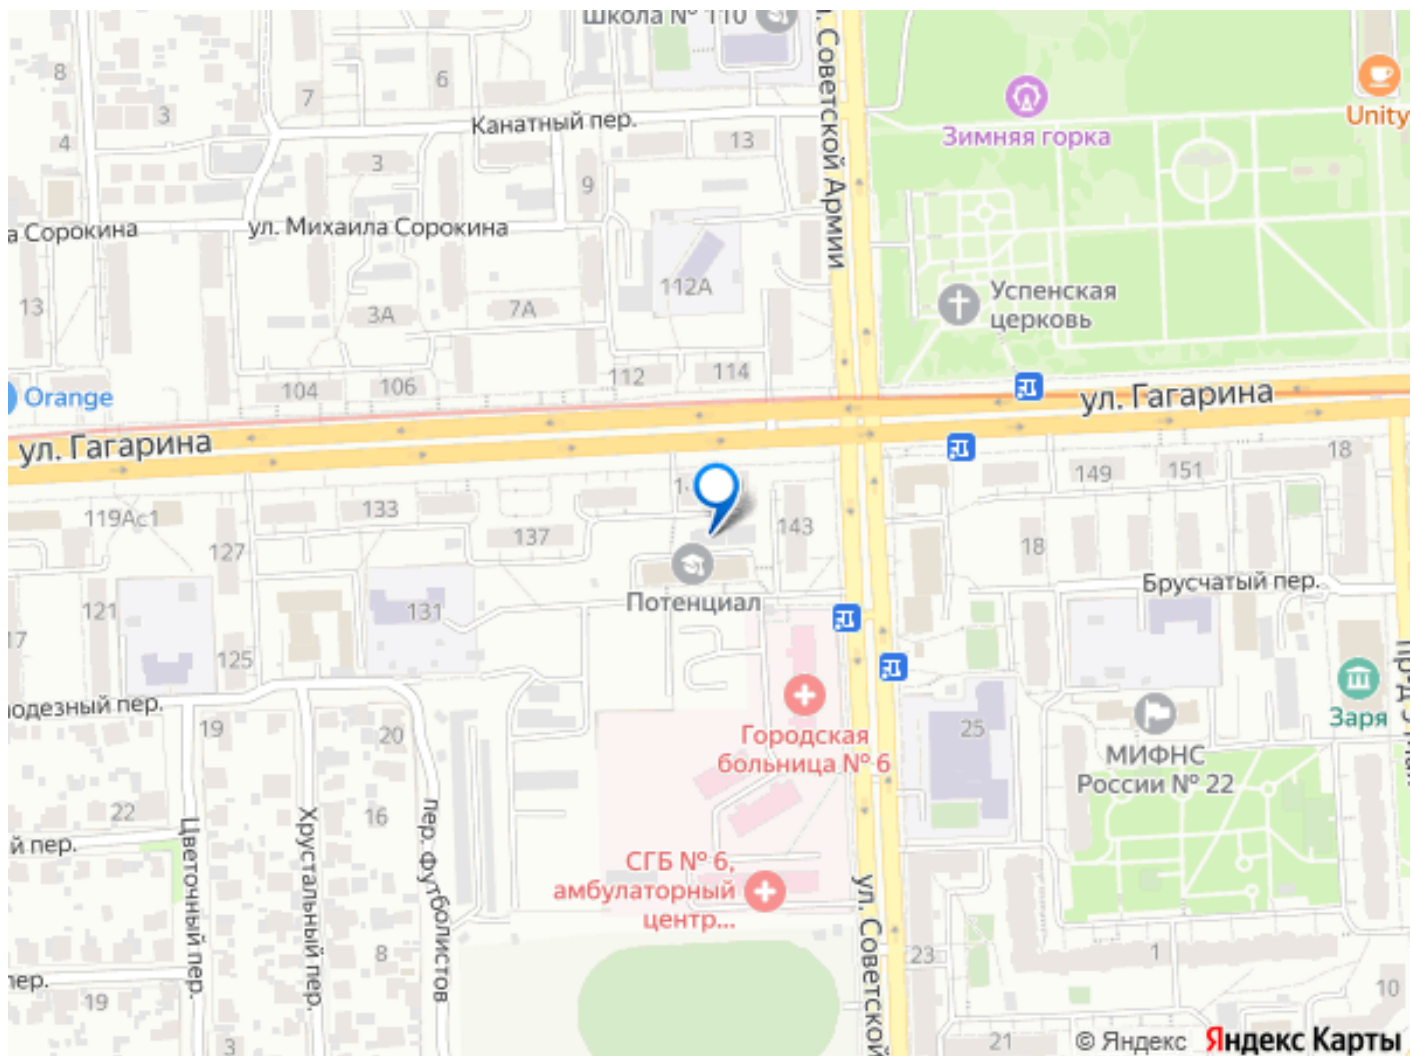 Школа № 110
ул. Советской Армии
8
3
4
7
6
Канатный пер.
13
3
9
Зимняя горка
Unity
ул. Михаила Сорокина
Сорокина
112А
13
3А
7А
Успенская
церковь
104
106
112
114
Orange
ул. Гагарина
ул. Гагарина
119Ас1
133
137
143
127
149
151
18
18
Потенциал
Брусчатый пер.
121
131
17
125
19
20
Городская
больница № 6
25
МИФНС
России № 22
Заря
22
16
й пер.
Цветочный пер.
Хрустальный пер.
пер. Футболистов
СГБ № 6,
амбулаторный
центр...
ул. Советской
8
23
1
10
пер.
19
3
21
© Яндекс Яндекс Карты